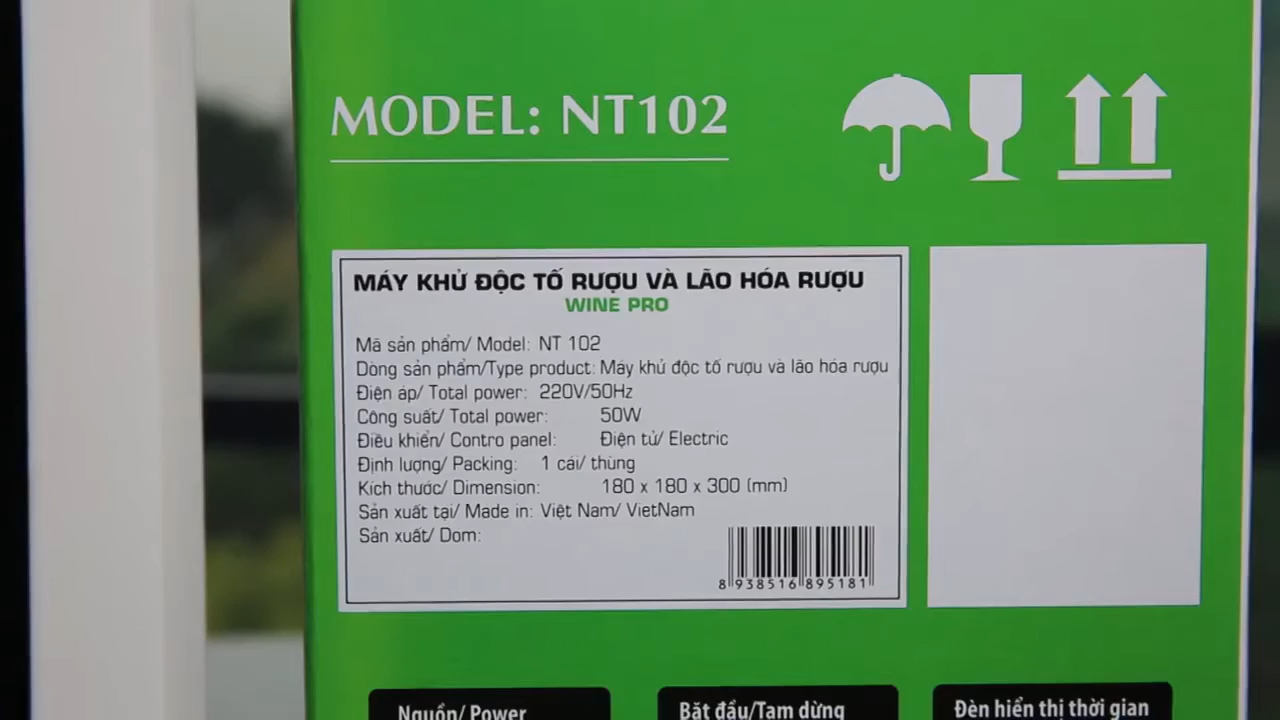 MODEL: NT102
MÁY KHỬ ĐỘC TỐ RƯỢU VÀ LÃO HÓA RƯỢU
WINE PRO
Mã sản phẩm/ Model: NT 102
Dòng sản phẩm/Type product: Máy khử độc tố rượu và lão hóa rượu
Điện áp/ Total power: 220V/50Hz
Công suất/ Total power: 50W
Điều khiển/ Contro panel: Điện tử/ Electric
Định lượng/ Packing: 1 cái/ thùng
Kích thước/ Dimension: 180 x 180 x 300 (mm)
Sản xuất tại/ Made in: Việt Nam/ VietNam
Sản xuất/ Dom:
8 938516 895181
Nguồn/ Power
Bắt đầu/Tạm dừng
Đèn hiển thị thời gian